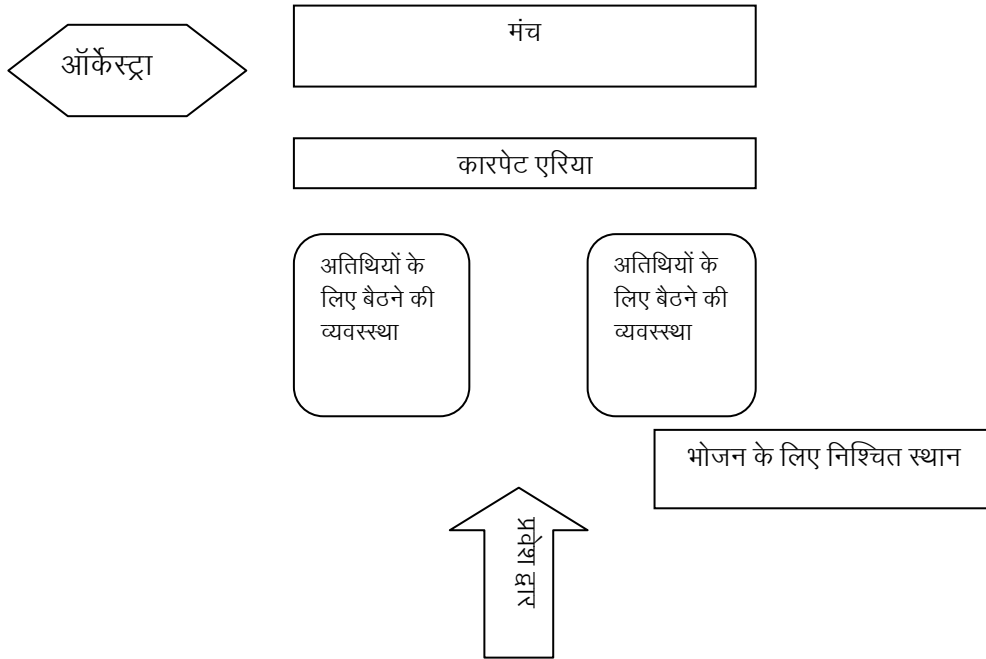 ऑर्केस्ट्रा
मंच
कारपेट एरिया
अतिथियों के
लिए बैठने की
व्यवस्स्था
अतिथियों के
लिए बैठने की
व्यवस्स्था
भोजन के लिए निश्चित स्थान
प्रवेश द्वार